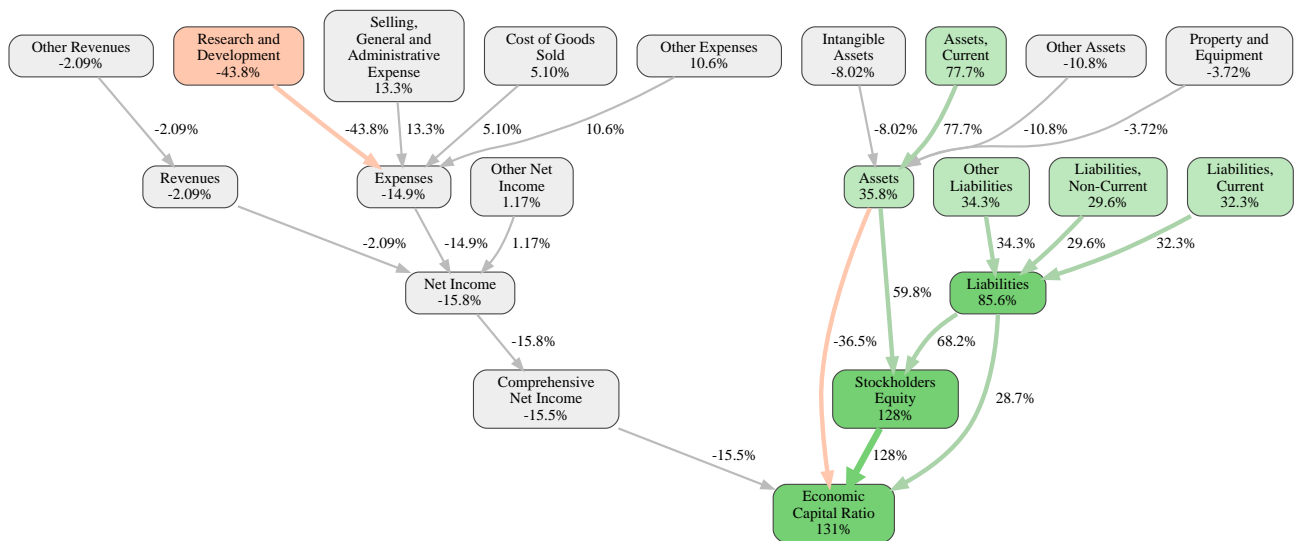 Other Revenues
-2.09%
Research and
Development
-43.8%
Selling,
General and
Administrative
Expense
13.3%
Cost of Goods
Sold
5.10%
Other Expenses
10.6%
Intangible
Assets
-8.02%
Assets,
Current
77.7%
Other Assets
-10.8%
Property and
Equipment
-3.72%
-2.09%
-43.8%
13.3%
5.10%
10.6%
-8.02%
77.7%
-10.8%
-3.72%
Revenues
-2.09%
Expenses
-14.9%
Other Net
Income
1.17%
Assets
35.8%
Other
Liabilities
34.3%
Liabilities,
Non-Current
29.6%
Liabilities,
Current
32.3%
-2.09%
-14.9%
1.17%
34.3%
29.6%
32.3%
Net Income
-15.8%
Liabilities
85.6%
59.8%
-15.8%
-36.5%
68.2%
Comprehensive
Net Income
-15.5%
Stockholders
Equity
128%
28.7%
-15.5%
128%
Economic
Capital Ratio
131%